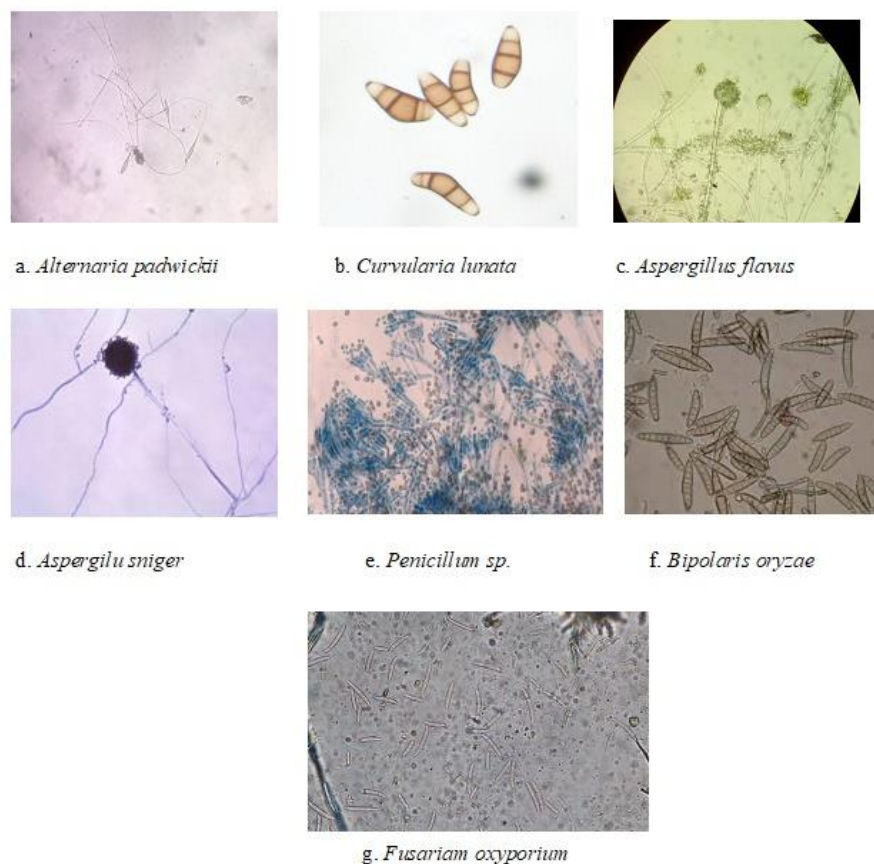 a. Alternaria padwickii
b. Curvularia lunata
c. Aspergillus flavus
d. Aspergilu sniger
e. Penicillum sp.
f. Bipolaris oryzae
g. Fusariam oxyporium